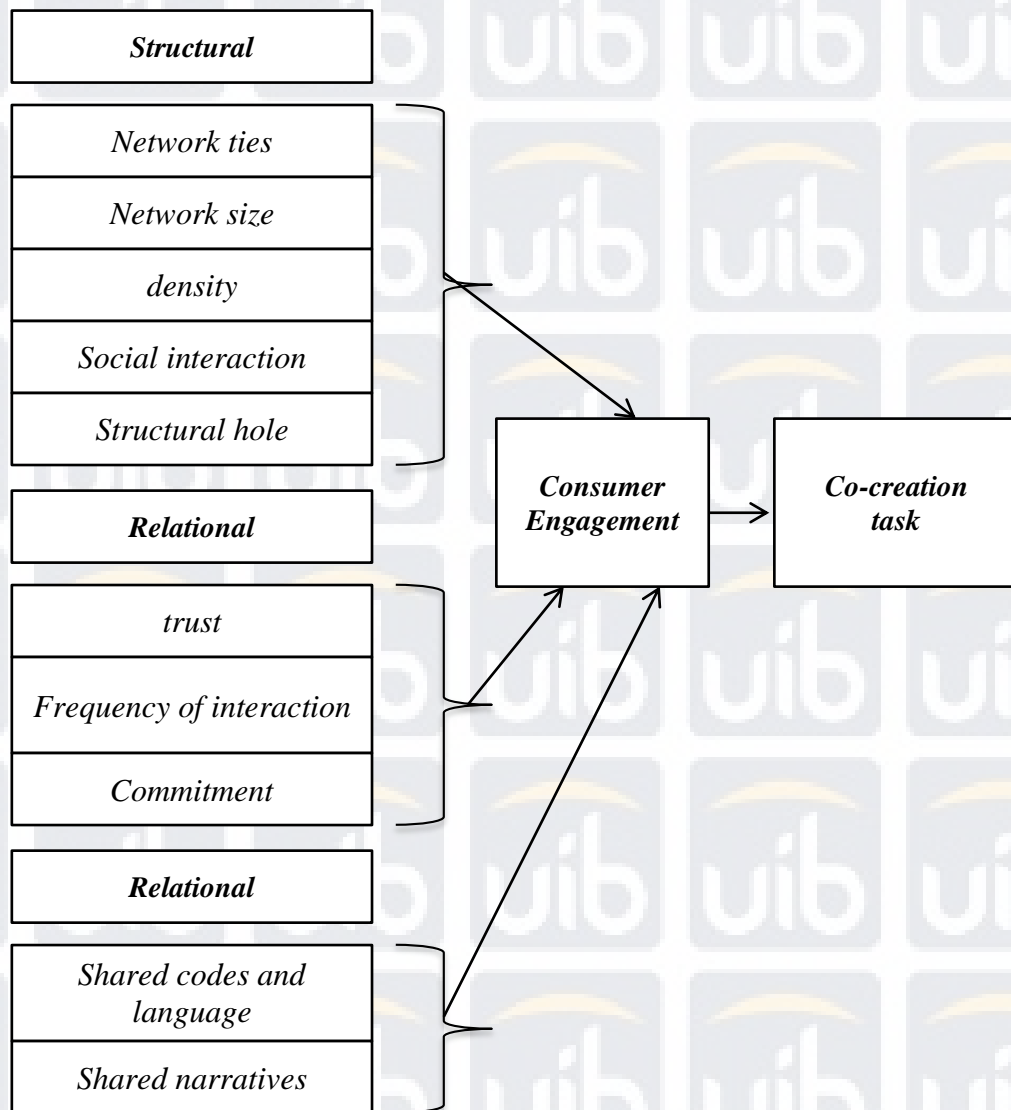 Structural
Network ties
Network size
density
Social interaction
Structural hole
Relational
trust
Frequency of interaction
Commitment
Relational
Shared codes and
language
Shared narratives
Consumer
Engagement
Co-creation
task
uib